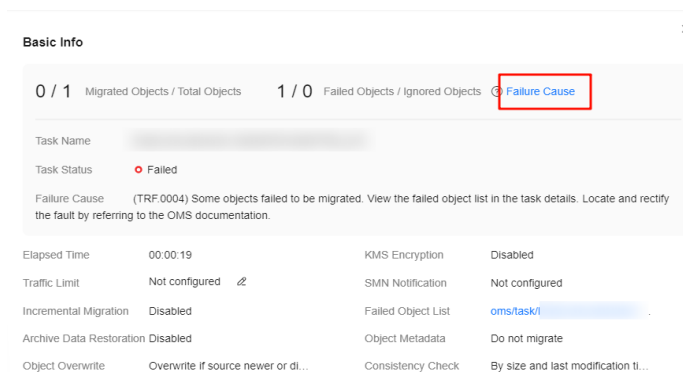 Basic Info
0 / 1 Migrated Objects / Total Objects 1 / 0 Failed Objects / Ignored Objects ? Failure Cause
Task Name
Task Status Failed
Failure Cause (TRF.0004) Some objects failed to be migrated. View the failed object list in the task details. Locate and rectify
the fault by referring to the OMS documentation.
Elapsed Time 00:00:19 KMS Encryption Disabled
Traffic Limit Not configured SMN Notification Not configured
Incremental Migration Disabled Failed Object List oms/task/
Archive Data Restoration Disabled Object Metadata Do not migrate
Object Overwrite Overwrite if source newer or di... Consistency Check By size and last modification ti...